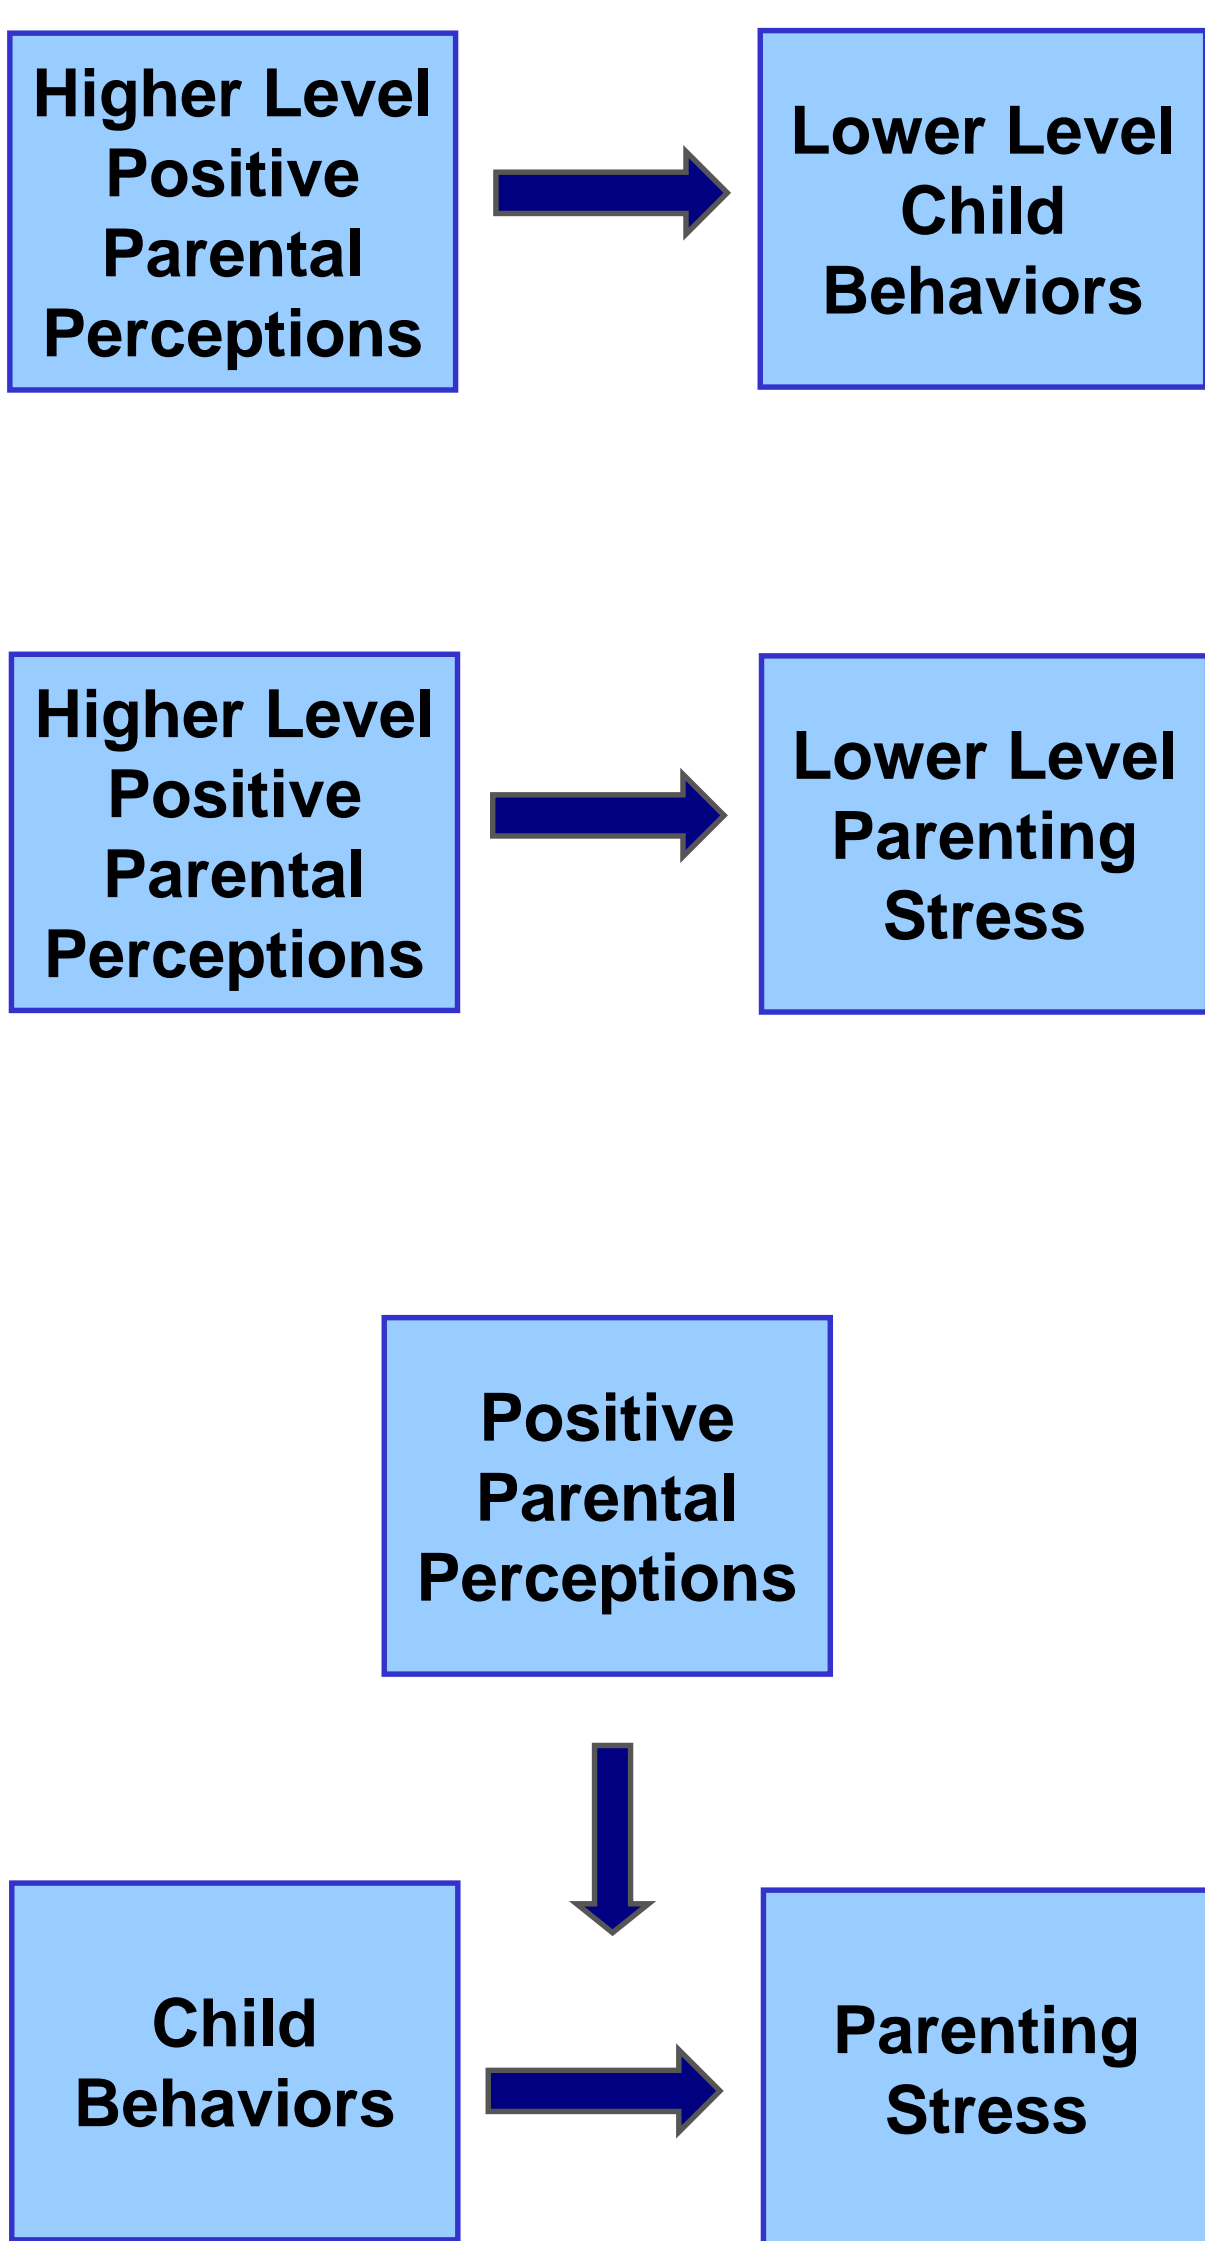 Higher Level
Positive
Parental
Perceptions
Lower Level
Child
Behaviors
Higher Level
Positive
Parental
Perceptions
Lower Level
Parenting
Stress
Positive
Parental
Perceptions
Child
Behaviors
Parenting
Stress